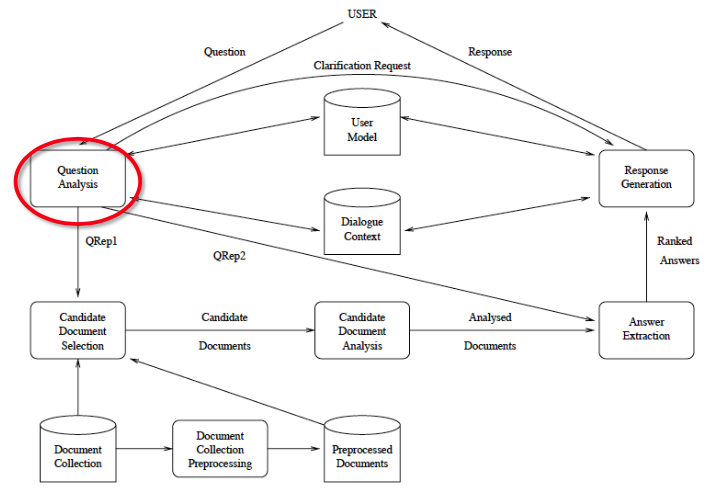 USER
Question
Response
Clarification Request
User
Model
Question
Analysis
Response
Generation
Dialogue
Context
QRep1
QRep2
Ranked
Answers
Candidate
Document
Selection
Candidate
Documents
Candidate
Document
Analysis
Analysed
Documents
Answer
Extraction
Document
Collection
Document
Collection
Preprocessing
Preprocessed
Documents